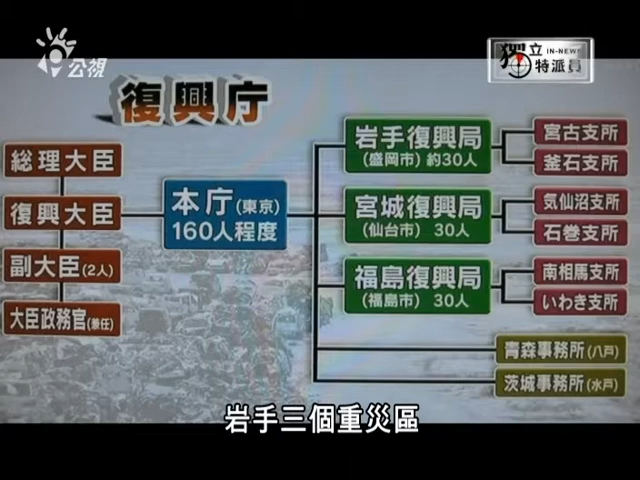 公視
獨立特派員
IN-NEWS
復興庁
総理大臣
復興大臣
副大臣(2人)
大臣政務官(兼任)
本庁(東京)
160人程度
岩手復興局
(盛岡市) 約30人
宮古支所
釜石支所
宮城復興局
(仙台市) 30人
気仙沼支所
石巻支所
福島復興局
(福島市) 30人
南相馬支所
いわき支所
青森事務所(八戸)
茨城事務所(水戸)
岩手三個重災區